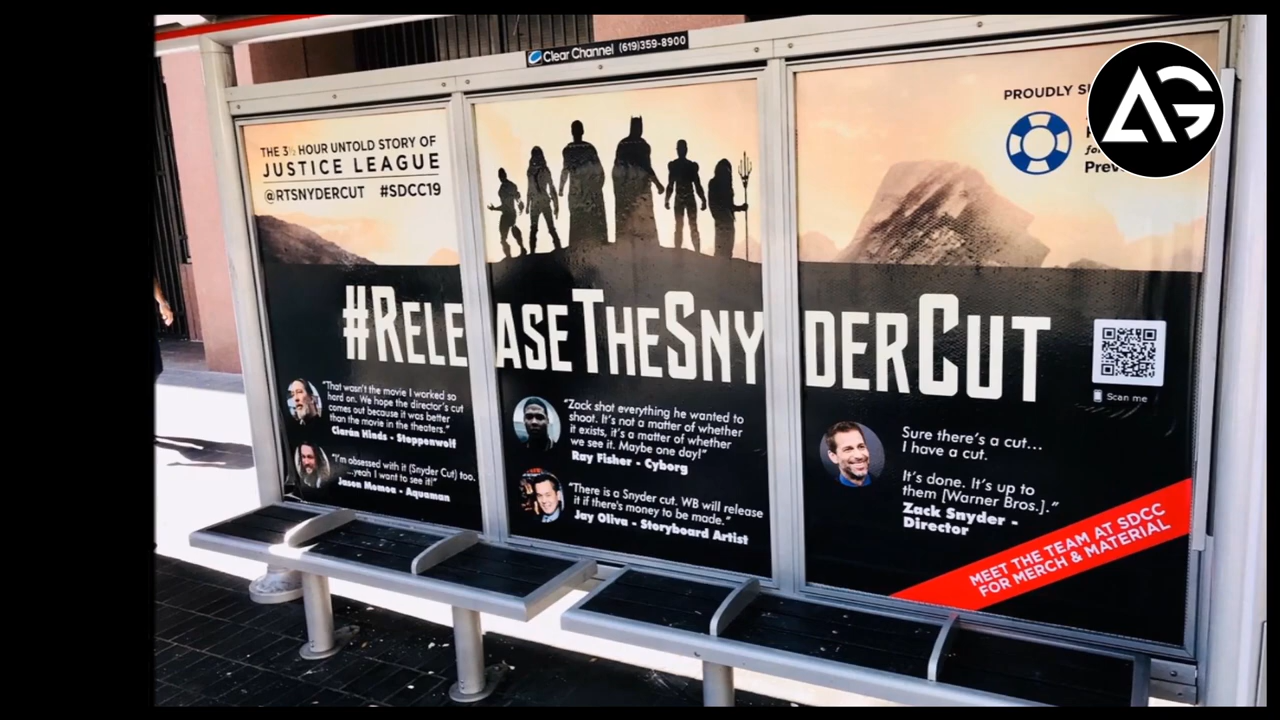 Clear Channel (619)359-8900
THE 3½ HOUR UNTOLD STORY OF
JUSTICE LEAGUE
@RTSNYDERCUT #SDCC19
PROUDLY
AG
for
Prev
#RELEASETHESNYDERCUT
Scan me
"That wasn't the movie I worked so
hard on. We hope the director's cut
comes out because it was better
than the movie in the theaters."
Ciarán Hinds - Steppenwolf
"I'm obsessed with it (Snyder Cut) too.
...yeah I want to see it!"
Jason Momoa - Aquaman
"Zack shot everything he wanted to
shoot. It's not a matter of whether
it exists, it's a matter of whether
we see it. Maybe one day!"
Ray Fisher - Cyborg
"There is a Snyder cut. WB will release
it if there's money to be made."
Jay Oliva - Storyboard Artist
Sure there's a cut...
I have a cut.
It's done. It's up to
them [Warner Bros.]."
Zack Snyder -
Director
MEET THE TEAM AT SDCC
FOR MERCH & MATERIAL